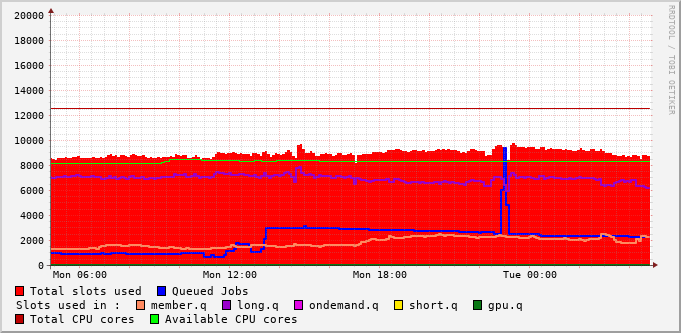 20000
18000
16000
14000
12000
10000
8000
6000
4000
2000
0
Mon 06:00 Mon 12:00 Mon 18:00 Tue 00:00
Total slots used Queued Jobs
Slots used in : member.q long.q ondemand.q short.q gpu.q
Total CPU cores Available CPU cores
RRDTOOL / TOBI OETIKER